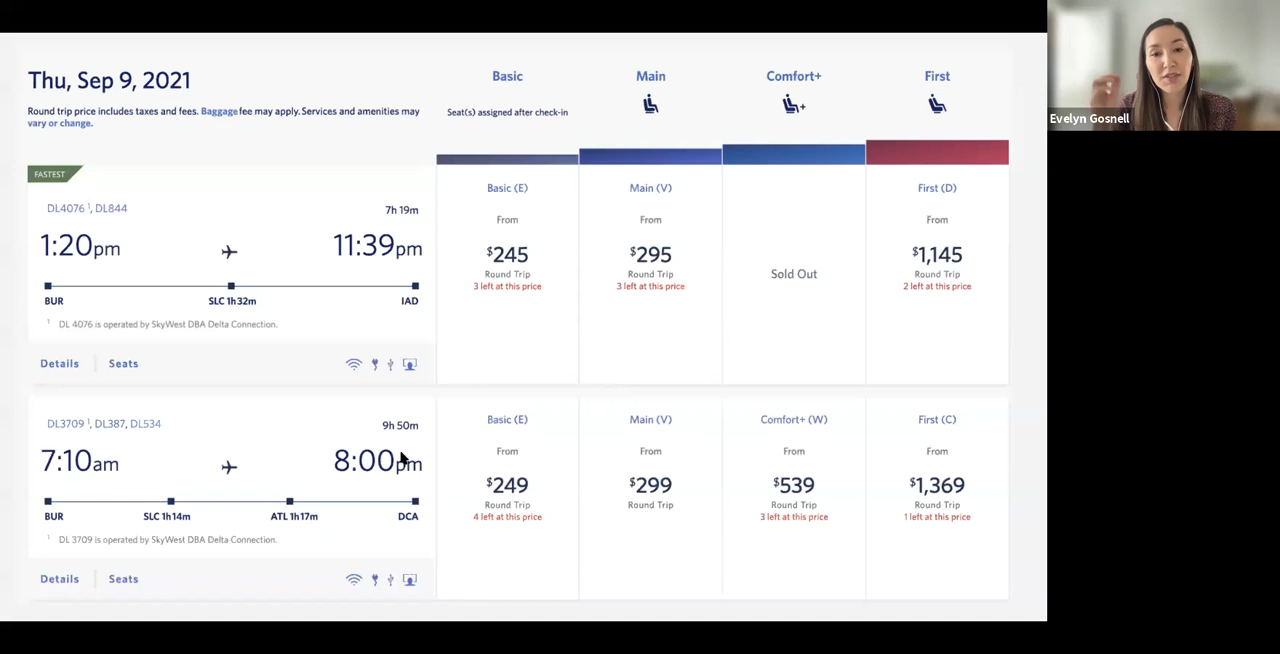 Thu, Sep 9, 2021
Round trip price includes taxes and fees. Baggage fee may apply. Services and amenities may
vary or change.
Basic
Seat(s) assigned after check-in
Main
Comfort+
+
First
FASTEST
DL4076 ¹, DL844
7h 19m
1:20pm
11:39pm
BUR
SLC 1h 32m
IAD
¹ DL 4076 is operated by SkyWest DBA Delta Connection.
Details
Seats
Basic (E)
From
$245
Round Trip
3 left at this price
Main (V)
From
$295
Round Trip
3 left at this price
Sold Out
First (D)
From
$1,145
Round Trip
2 left at this price
DL3709 ¹, DL387, DL534
9h 50m
7:10am
8:00pm
BUR
SLC 1h 14m
ATL 1h 17m
DCA
¹ DL 3709 is operated by SkyWest DBA Delta Connection.
Details
Seats
Basic (E)
From
$249
Round Trip
4 left at this price
Main (V)
From
$299
Round Trip
Comfort+ (W)
From
$539
Round Trip
3 left at this price
First (C)
From
$1,369
Round Trip
1 left at this price
Evelyn Gosnell